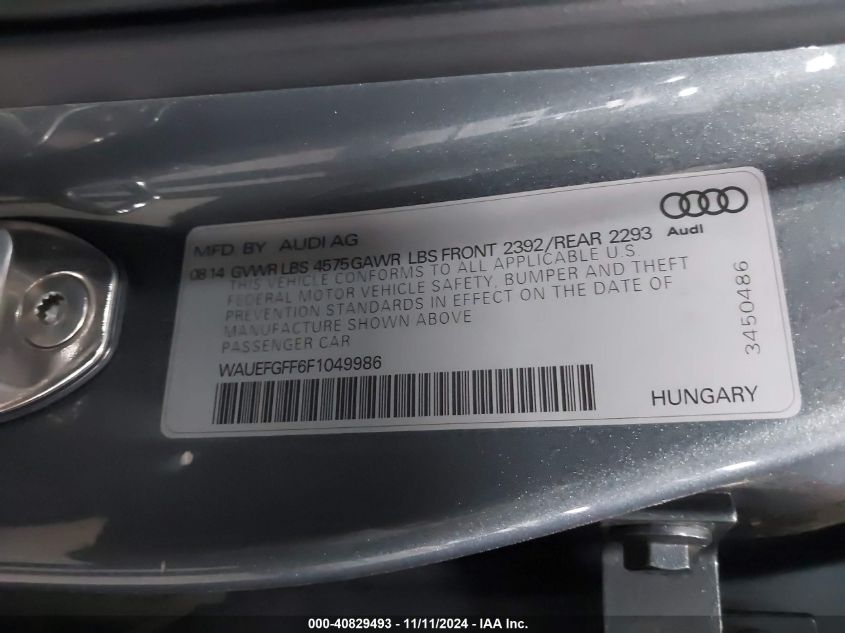 MFD BY AUDI AG
Audi
0814 GVWR LBS 4575 GAWR LBS FRONT 2392/REAR 2293
THIS VEHICLE CONFORMS TO ALL APPLICABLE U.S
FEDERAL MOTOR VEHICLE SAFETY, BUMPER AND THEFT
PREVENTION STANDARDS IN EFFECT ON THE DATE OF
MANUFACTURE SHOWN ABOVE
PASSENGER CAR
WAUEFGFF6F1049986
HUNGARY
3450486
000-40829493 - 11/11/2024 - IAA Inc.